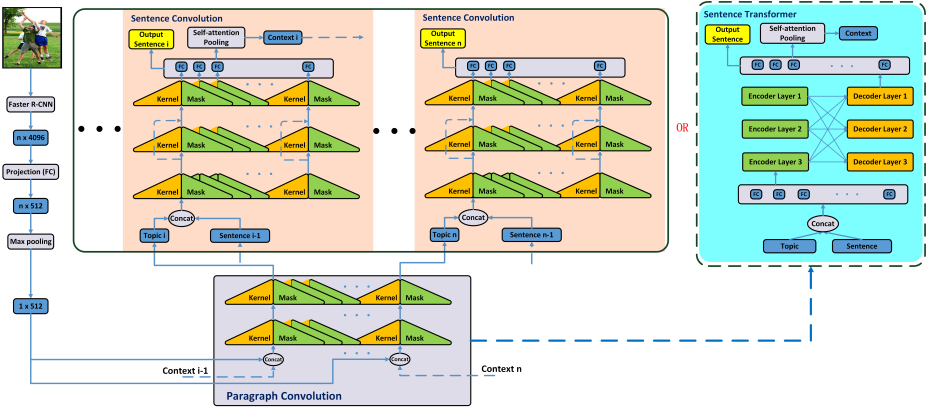 Faster R-CNN
n x 4096
Projection (FC)
n x 512
Max pooling
1 x 512
Sentence Convolution
Output
Sentence i
Self-attention
Pooling
Context i
FC FC FC FC
Kernel Mask Kernel Mask
Kernel Mask Kernel Mask
Kernel Mask Kernel Mask
Concat
Topic i
Sentence i-1
Sentence Convolution
Output
Sentence n
FC FC FC FC
Kernel Mask Kernel Mask
Kernel Mask Kernel Mask
Kernel Mask Kernel Mask
Concat
Topic n
Sentence n-1
OR
Sentence Transformer
Output
Sentence
Self-attention
Pooling
Context
FC FC FC FC
Encoder Layer 1 Decoder Layer 1
Encoder Layer 2 Decoder Layer 2
Encoder Layer 3 Decoder Layer 3
FC FC FC FC
Concat
Topic
Sentence
Kernel Mask Kernel Mask
Kernel Mask Kernel Mask
Concat Concat
Context i-1
Context n
Paragraph Convolution